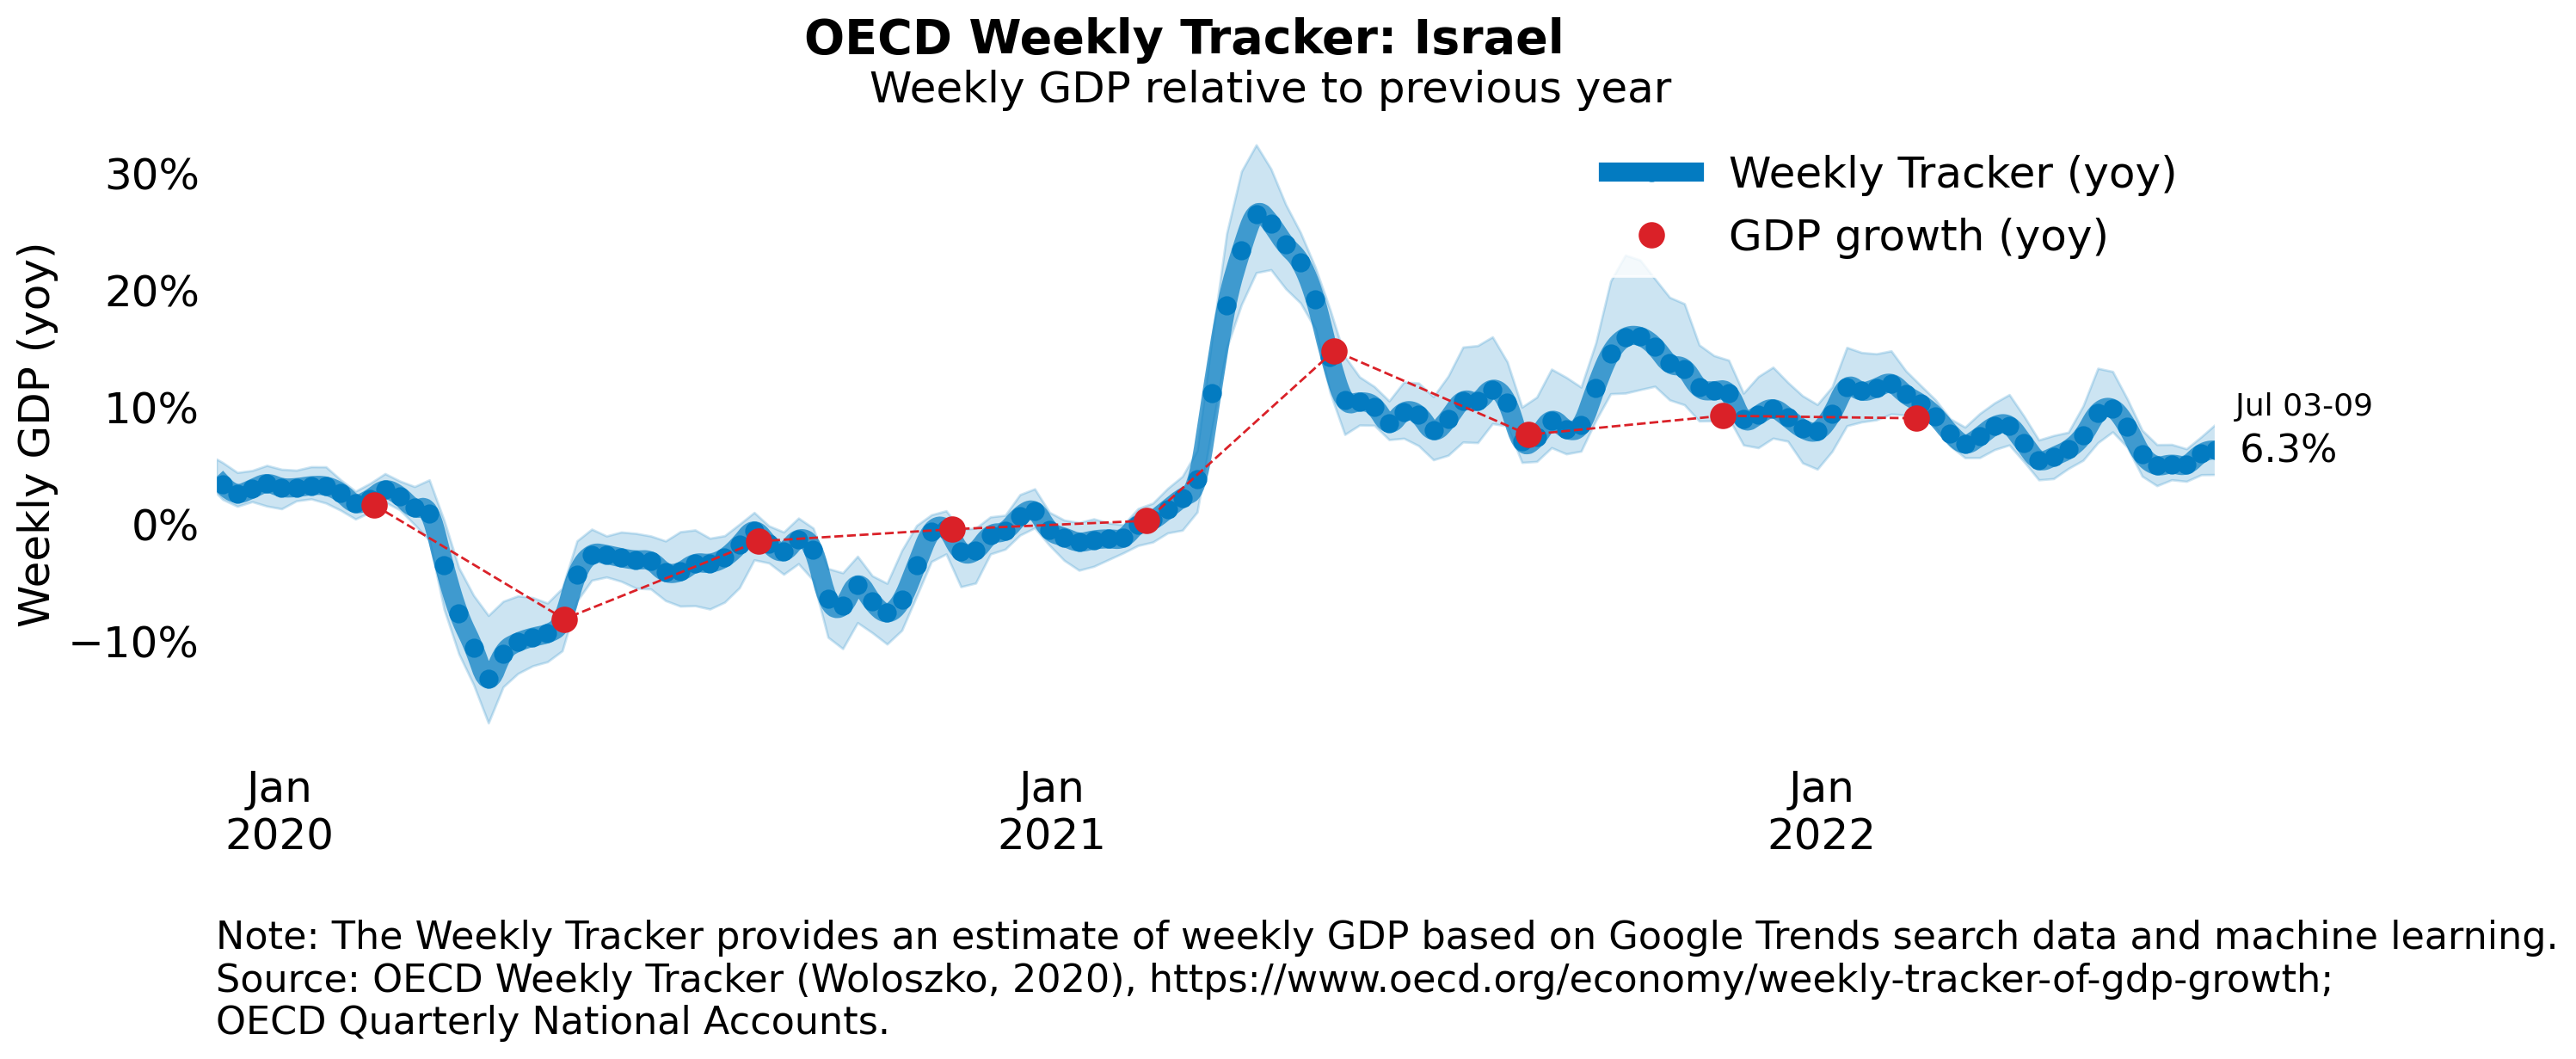 OECD Weekly Tracker: Israel
Weekly GDP relative to previous year
Weekly GDP (yoy)
30%
20%
10%
0%
−10%
Weekly Tracker (yoy)
GDP growth (yoy)
Jul 03-09
6.3%
Jan
2020
Jan
2021
Jan
2022
Note: The Weekly Tracker provides an estimate of weekly GDP based on Google Trends search data and machine learning.
Source: OECD Weekly Tracker (Woloszko, 2020), https://www.oecd.org/economy/weekly-tracker-of-gdp-growth;
OECD Quarterly National Accounts.